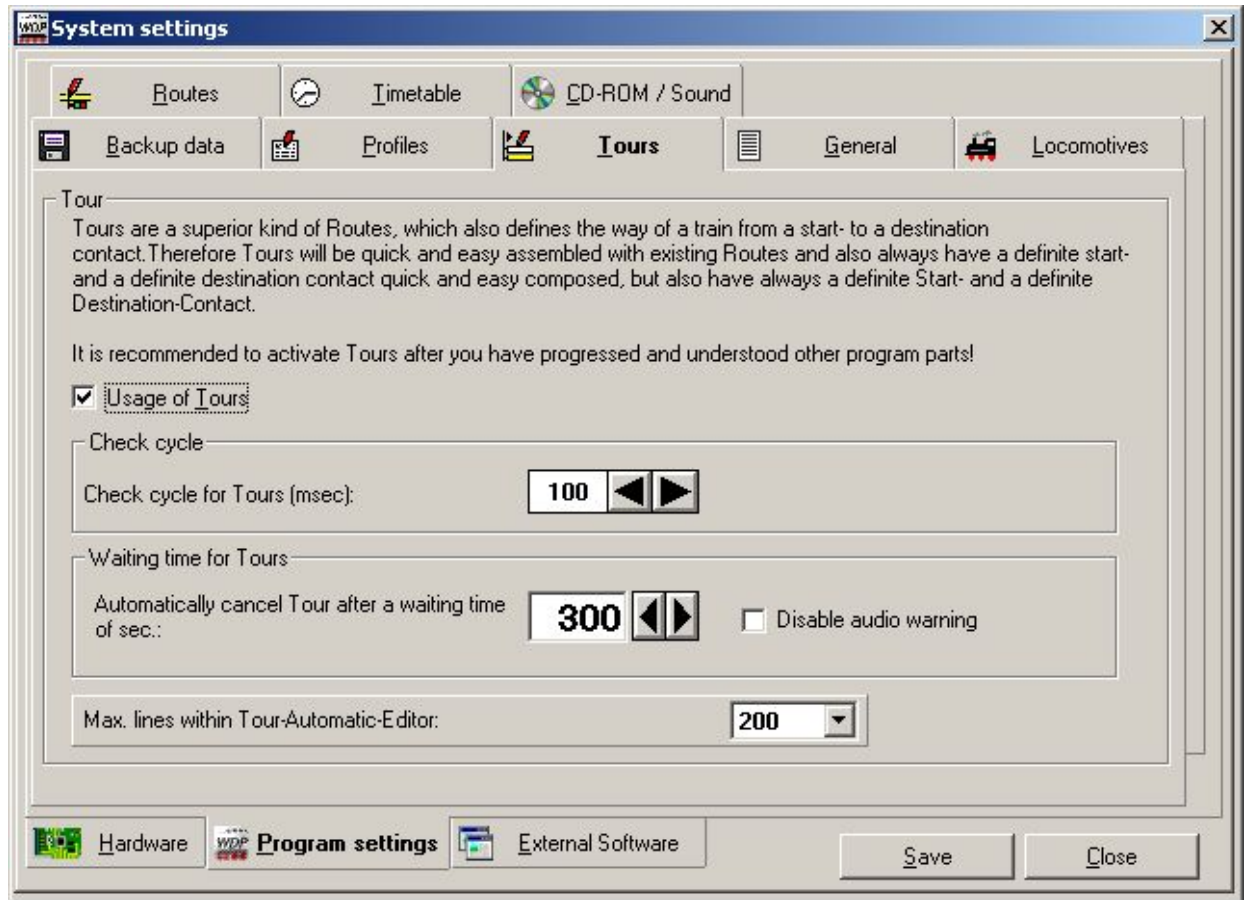 WDP System settings
Routes Timetable CD-ROM / Sound
Backup data Profiles Tours General Locomotives
Tour
Tours are a superior kind of Routes, which also defines the way of a train from a start- to a destination
contact.Therefore Tours will be quick and easy assembled with existing Routes and also always have a definite start-
and a definite destination contact quick and easy composed, but also have always a definite Start- and a definite
Destination-Contact.
It is recommended to activate Tours after you have progressed and understood other program parts!
Usage of Tours
Check cycle
Check cycle for Tours (msec): 100
Waiting time for Tours
Automatically cancel Tour after a waiting time
of sec.: 300 Disable audio warning
Max. lines within Tour-Automatic-Editor: 200
Hardware WDP Program settings External Software
Save Close